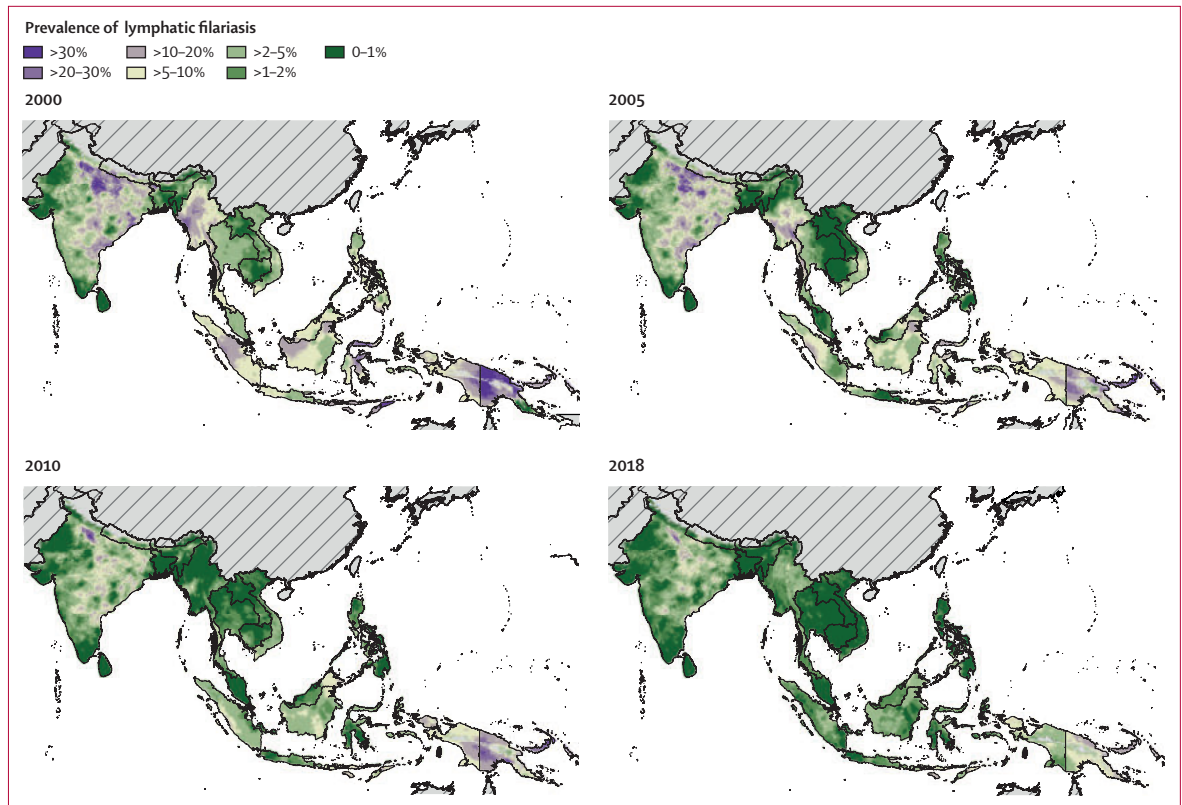 Prevalence of lymphatic filariasis
>30% >10–20% >2–5% 0–1%
>20–30% >5–10% >1–2%
2000 2005
2010 2018